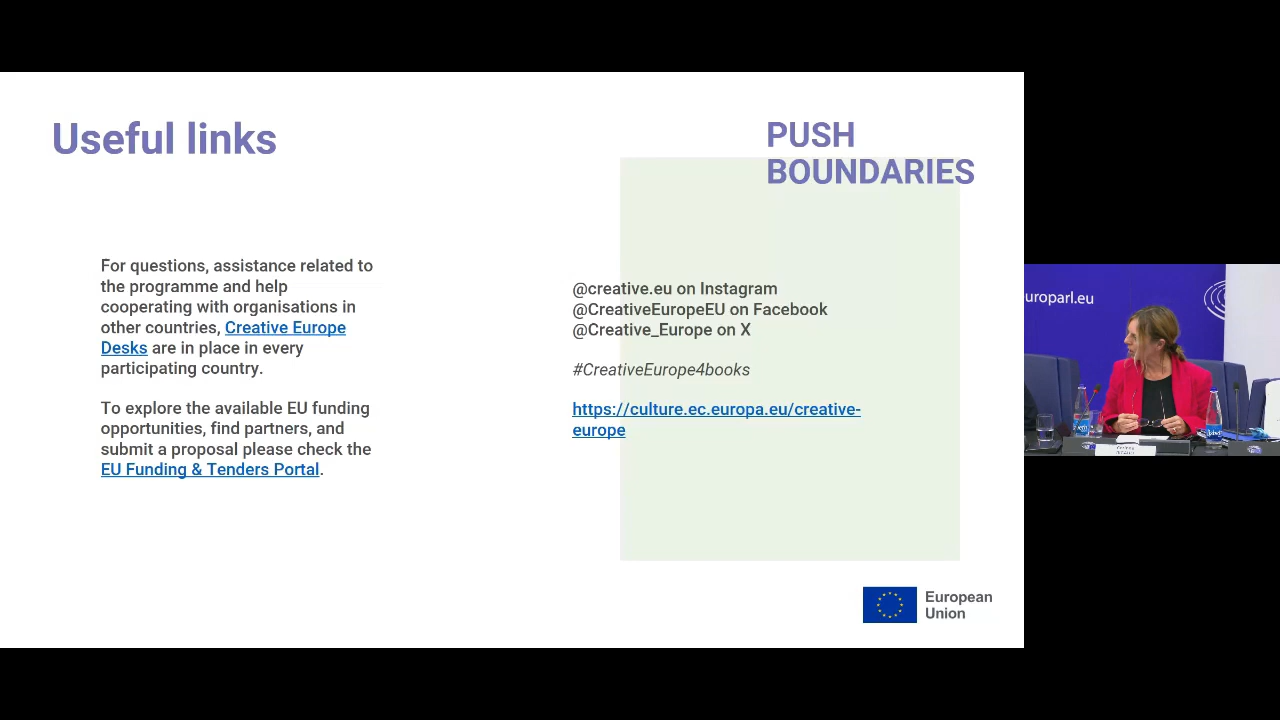 Useful links
PUSH
BOUNDARIES
For questions, assistance related to
the programme and help
cooperating with organisations in
other countries, Creative Europe
Desks are in place in every
participating country.
To explore the available EU funding
opportunities, find partners, and
submit a proposal please check the
EU Funding & Tenders Portal.
@creative.eu on Instagram
@CreativeEuropeEU on Facebook
@Creative_Europe on X
#CreativeEurope4books
https://culture.ec.europa.eu/creative-
europe
European
Union
uroparl.eu